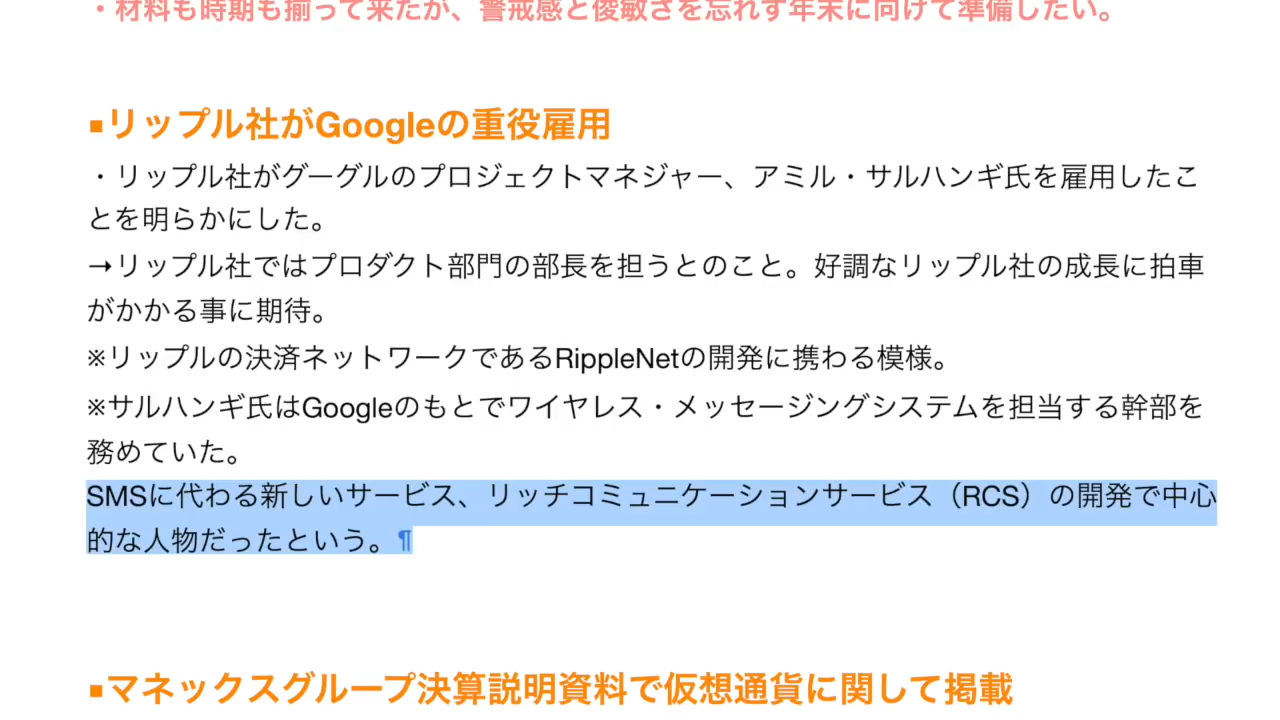 ・材料も時期も揃って来たが、警戒感と俊敏さを忘れず年末に向けて準備したい。
▪リップル社がGoogleの重役雇用
・リップル社がグーグルのプロジェクトマネジャー、アミル・サルハンギ氏を雇用したこ
とを明らかにした。
→リップル社ではプロダクト部門の部長を担うとのこと。好調なリップル社の成長に拍車
がかかる事に期待。
※リップルの決済ネットワークであるRippleNetの開発に携わる模様。
※サルハンギ氏はGoogleのもとでワイヤレス・メッセージングシステムを担当する幹部を
務めていた。
SMSに代わる新しいサービス、リッチコミュニケーションサービス（RCS）の開発で中心
的な人物だったという。¶
▪マネックスグループ決算説明資料で仮想通貨に関して掲載